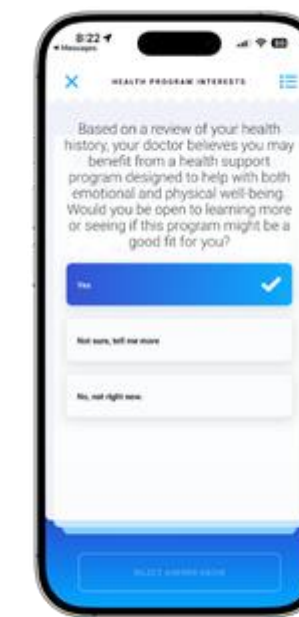 8:22
Messages
HEALTH PROGRAM INTERESTS
Based on a review of your health
history, your doctor believes you may
benefit from a health support
program designed to help with both
emotional and physical well-being.
Would you be open to learning more
or seeing if this program might be a
good fit for you?
Yes
Not sure, tell me more
No, not right now.
SELECT ANSWER ABOVE